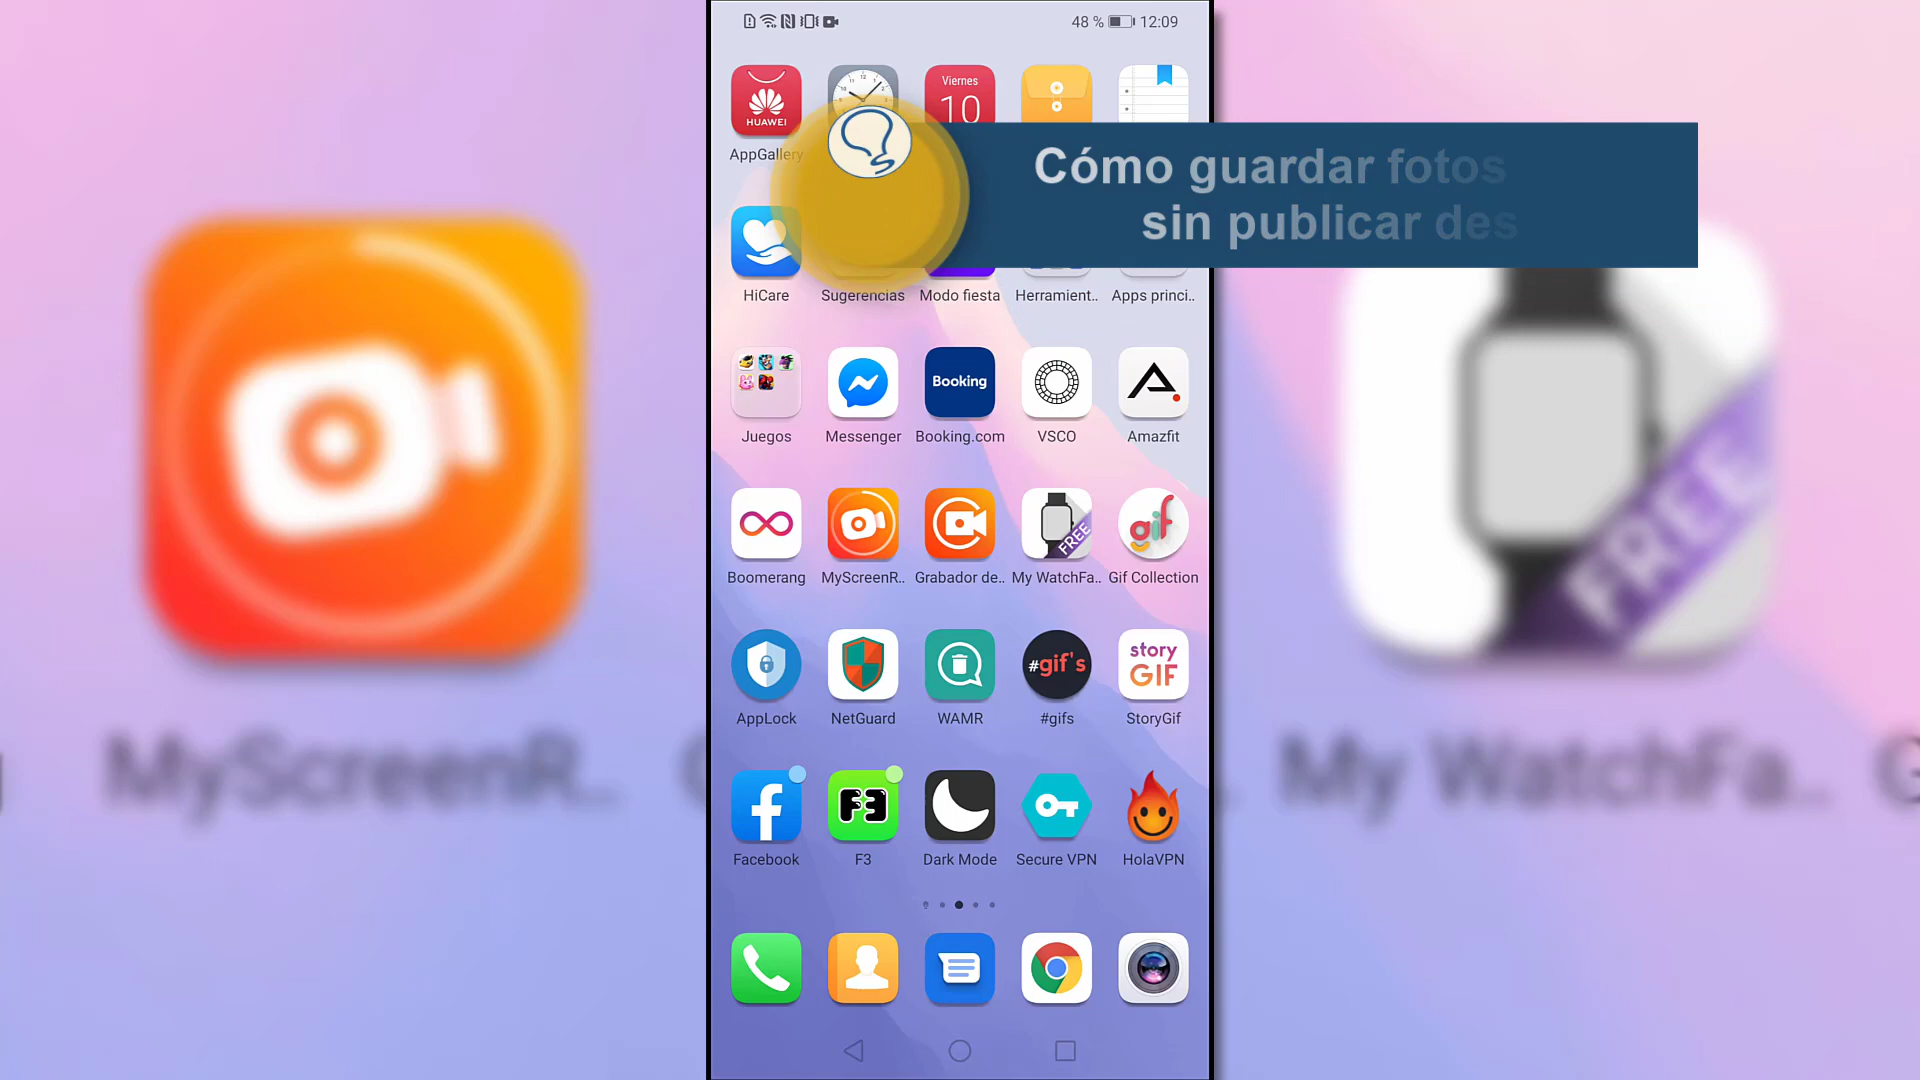 48 % 12:09
HUAWEI
Viernes
10
AppGallery
Cómo guardar fotos
sin publicar des
HiCare Sugerencias Modo fiesta Herramient.. Apps princi..
Booking
Juegos Messenger Booking.com VSCO Amazfit
FREE
gif
Boomerang MyScreenR.. Grabador de.. My WatchFa.. Gif Collection
#gif's
story
GIF
AppLock NetGuard WAMR #gifs StoryGif
F3
Facebook F3 Dark Mode Secure VPN HolaVPN
FREE
MyScreenR..
My WatchFa..